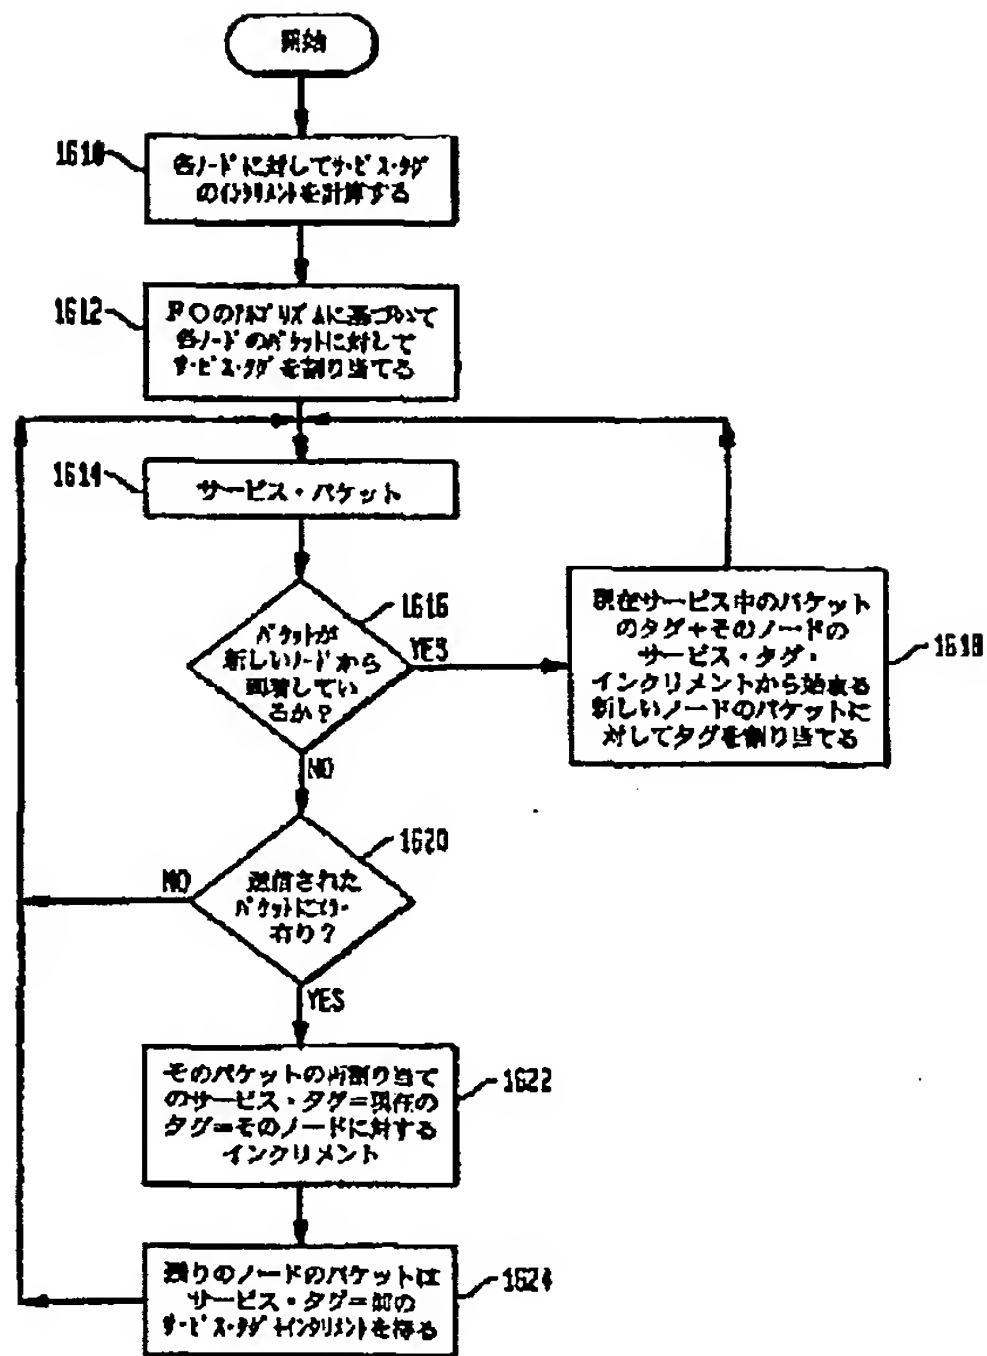 開始
1610
各ノードに対してサービス・タグ
のインクリメントを計算する
1612
FQのアルゴリズムに基づいて
各ノードのパケットに対して
サービス・タグを割り当てる
1614
サービス・パケット
1616
パケットが
新しいノードから
到着してい
るか?
YES
NO
現在サービス中のパケット
のタグ+そのノードの
サービス・タグ・
インクリメントから始まる
新しいノードのパケットに
対してタグを割り当てる
1618
1620
送信された
パケットにエラー
有り?
NO
YES
そのパケットの再割り当て
のサービス・タグ=現在の
タグ=そのノードに対する
インクリメント
1622
残りのノードのパケットは
サービス・タグ=前の
サービス・タグ+インクリメントを得る
1624